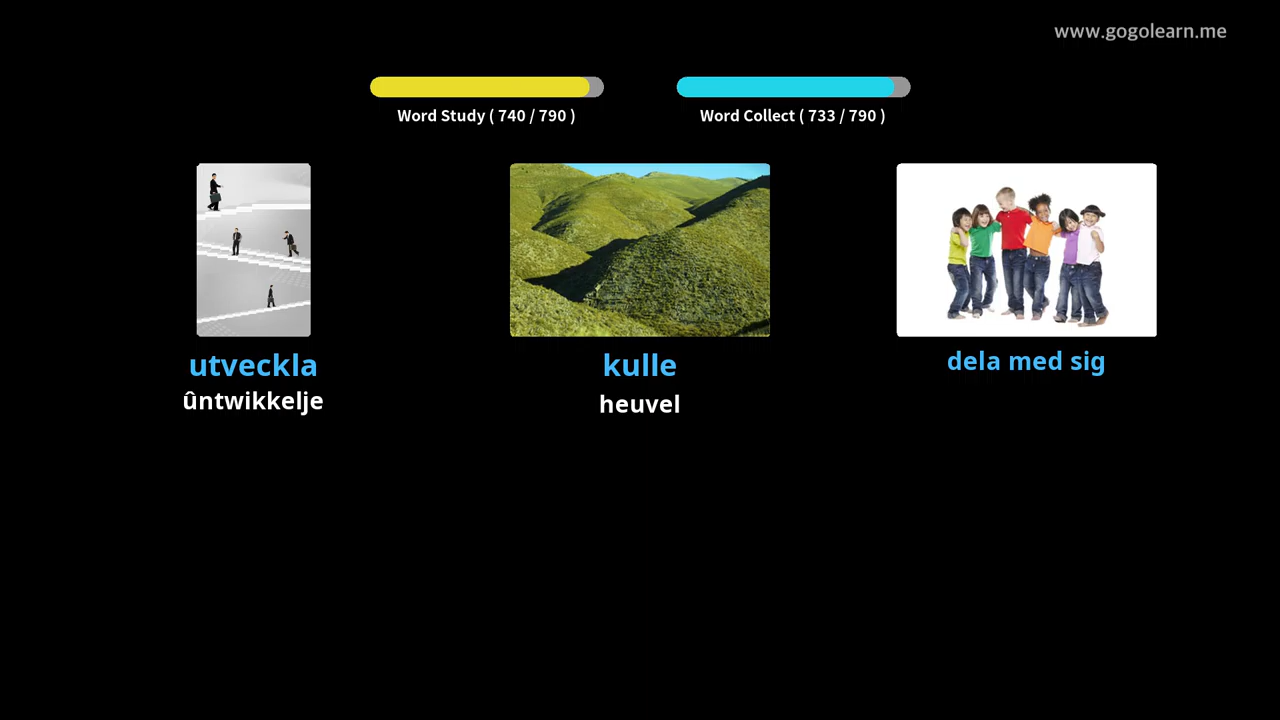 www.gogolearn.me
Word Study ( 740 / 790 )
Word Collect ( 733 / 790 )
utveckla
ûntwikkelje
kulle
heuvel
dela med sig